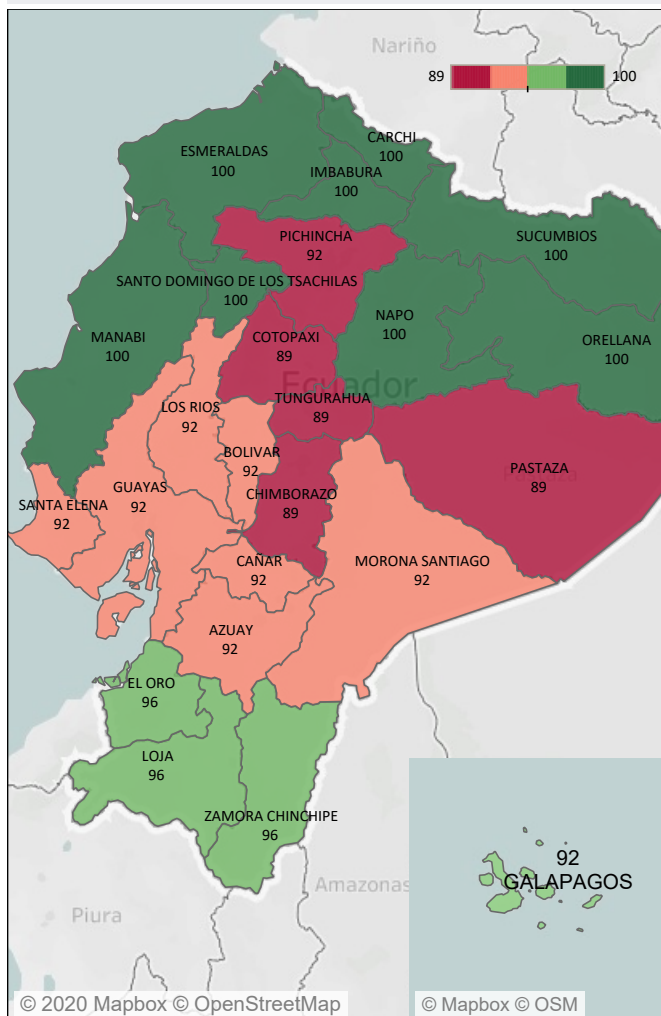 Nariño
89
100
CARCHI
100
ESMERALDAS
100
IMBABURA
100
PICHINCHA
92
SUCUMBIOS
100
SANTO DOMINGO DE LOS TSACHILAS
100
NAPO
100
MANABI
100
COTOPAXI
89
ORELLANA
100
Ecuador
TUNGURAHUA
89
LOS RIOS
92
BOLIVAR
92
PASTAZA
89
GUAYAS
92
CHIMBORAZO
89
SANTA ELENA
92
CAÑAR
92
MORONA SANTIAGO
92
AZUAY
92
EL ORO
96
LOJA
96
ZAMORA CHINCHIPE
96
92
GALAPAGOS
Amazonas
Piura
© 2020 Mapbox © OpenStreetMap
© Mapbox © OSM